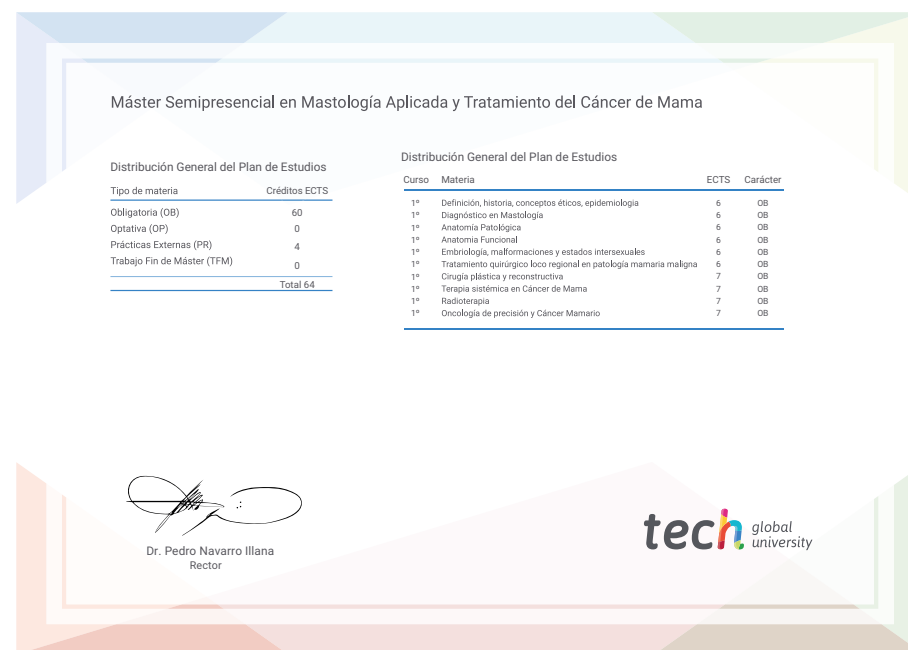 Máster Semipresencial en Mastología Aplicada y Tratamiento del Cáncer de Mama
Distribución General del Plan de Estudios
Tipo de materia Créditos ECTS
Obligatoria (OB) 60
Optativa (OP) 0
Prácticas Externas (PR) 4
Trabajo Fin de Máster (TFM) 0
Total 64
Distribución General del Plan de Estudios
Curso Materia ECTS Carácter
1º Definición, historia, conceptos éticos, epidemiologia 6 OB
1º Diagnóstico en Mastología 6 OB
1º Anatomía Patológica 6 OB
1º Anatomia Funcional 6 OB
1º Embriología, malformaciones y estados intersexuales 6 OB
1º Tratamiento quirúrgico loco regional en patología mamaria maligna 6 OB
1º Cirugía plástica y reconstructiva 7 OB
1º Terapia sistémica en Cáncer de Mama 7 OB
1º Radioterapia 7 OB
1º Oncología de precisión y Cáncer Mamario 7 OB
Dr. Pedro Navarro Illana
Rector
tech global
university